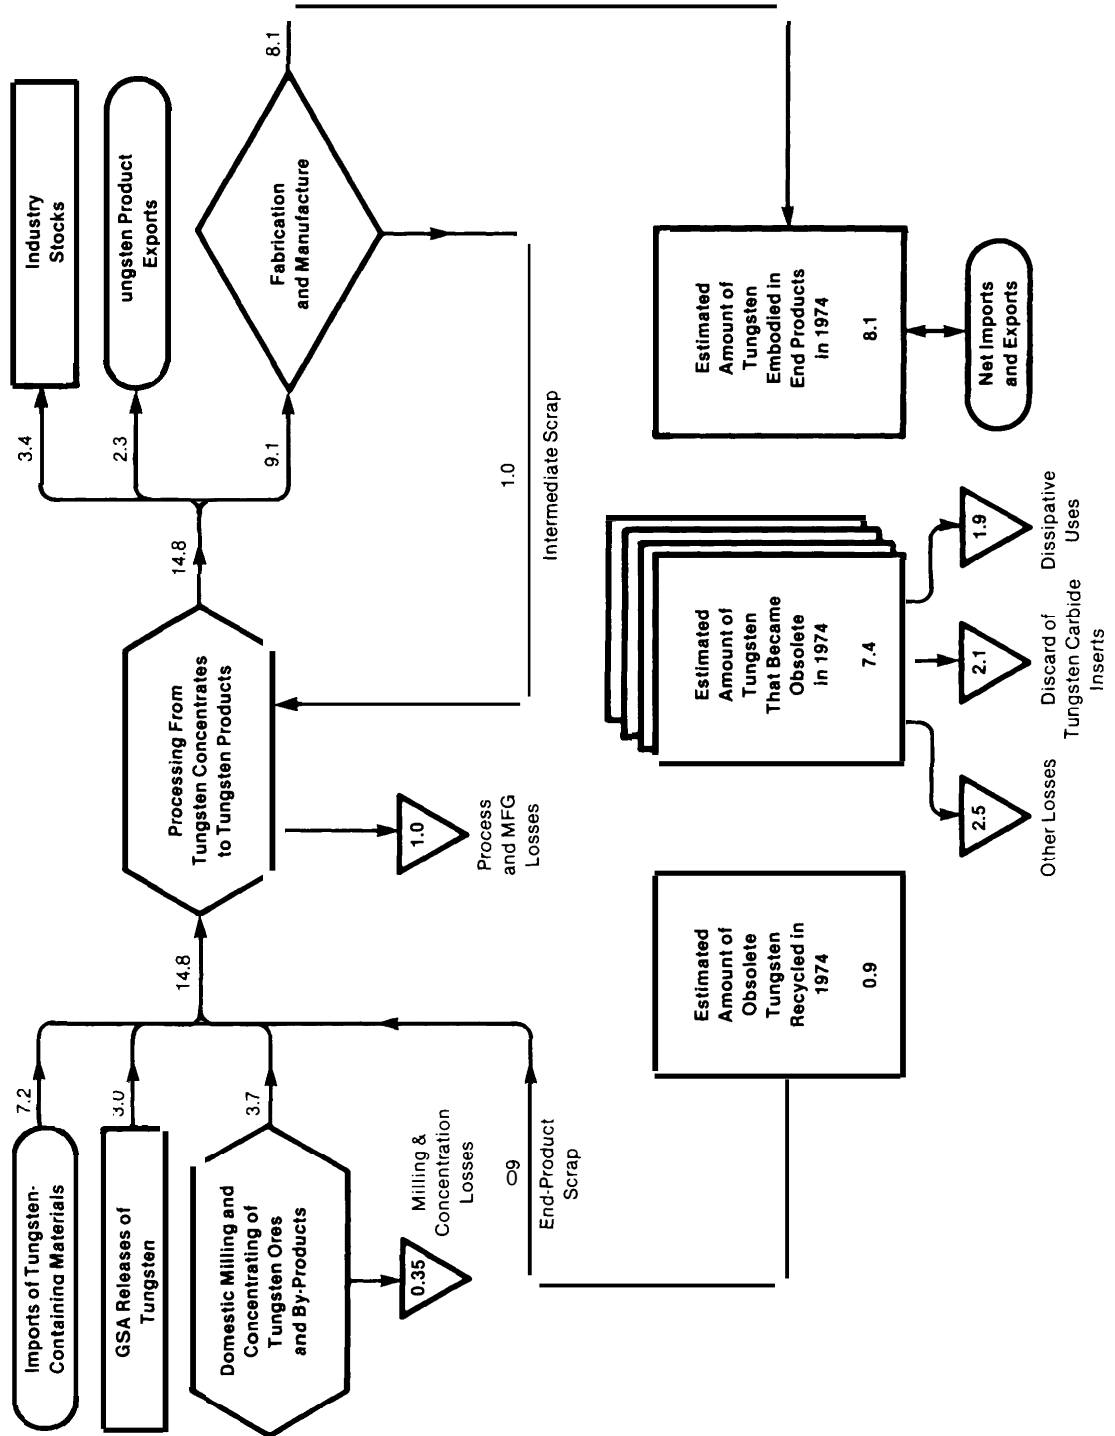 Imports of Tungsten-
Containing Materials
7.2
GSA Releases of
Tungsten
3.0
Domestic Milling and
Concentrating of
Tungsten Ores
and By-Products
3.7
0.35
Milling &
Concentration
Losses
09
End-Product
Scrap
14.8
Processing From
Tungsten Concentrates
to Tungsten Products
1.0
Process
and MFG
Losses
14.8
3.4
Industry
Stocks
2.3
ungsten Product
Exports
9.1
Fabrication
and Manufacture
8.1
1.0
Intermediate Scrap
Estimated
Amount of
Obsolete
Tungsten
Recycled in
1974
0.9
Estimated
Amount of
Tungsten
That Became
Obsolete
in 1974
7.4
2.5
Other Losses
2.1
Discard of
Tungsten Carbide
Inserts
1.9
Dissipative
Uses
Estimated
Amount of
Tungsten
Embodied in
End Products
in 1974
8.1
Net Imports
and Exports